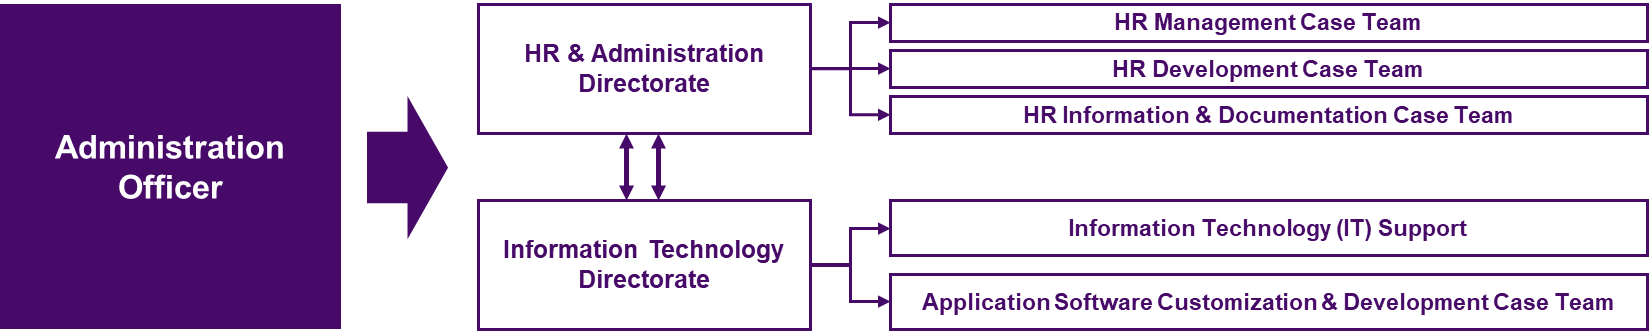 Administration
Officer
HR & Administration
Directorate
HR Management Case Team
HR Development Case Team
HR Information & Documentation Case Team
Information Technology
Directorate
Information Technology (IT) Support
Application Software Customization & Development Case Team